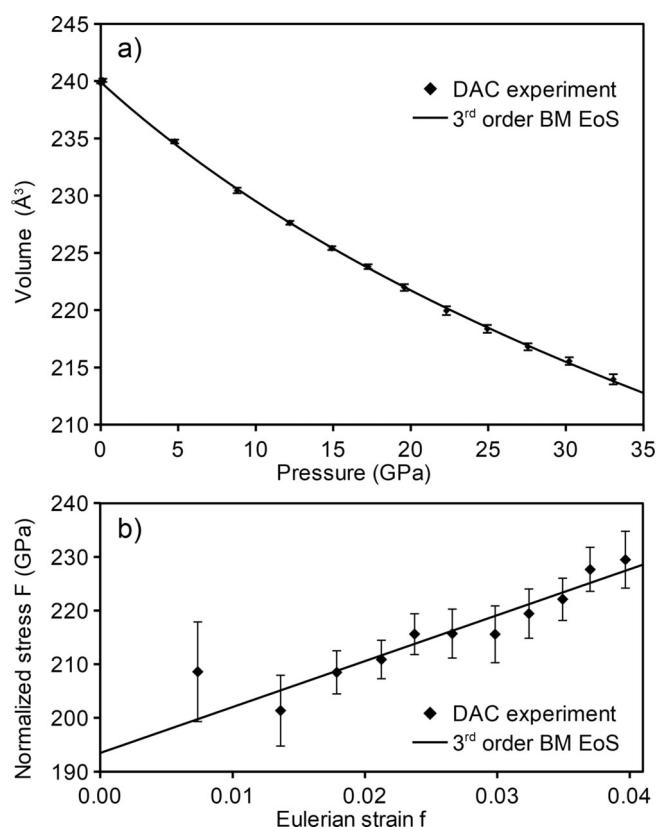 a)
240
235
230
225
220
215
210
Volume (Å³)
DAC experiment
3rd order BM EoS
0 5 10 15 20 25 30 35
Pressure (GPa)
b)
240
230
220
210
200
190
Normalized stress F (GPa)
DAC experiment
3rd order BM EoS
0.00 0.01 0.02 0.03 0.04
Eulerian strain f